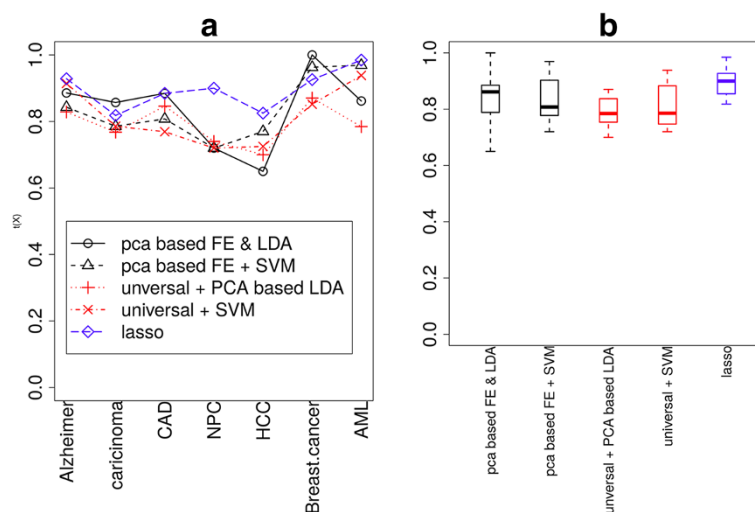 a
t(X)
1.0
0.8
0.6
0.4
0.2
0.0
pca based FE & LDA
pca based FE + SVM
unversal + PCA based LDA
universal + SVM
lasso
Alzheimer
caricinoma
CAD
NPC
HCC
Breast.cancer
AML
b
1.0
0.8
0.6
0.4
0.2
0.0
pca based FE & LDA
pca based FE + SVM
unversal + PCA based LDA
universal + SVM
lasso